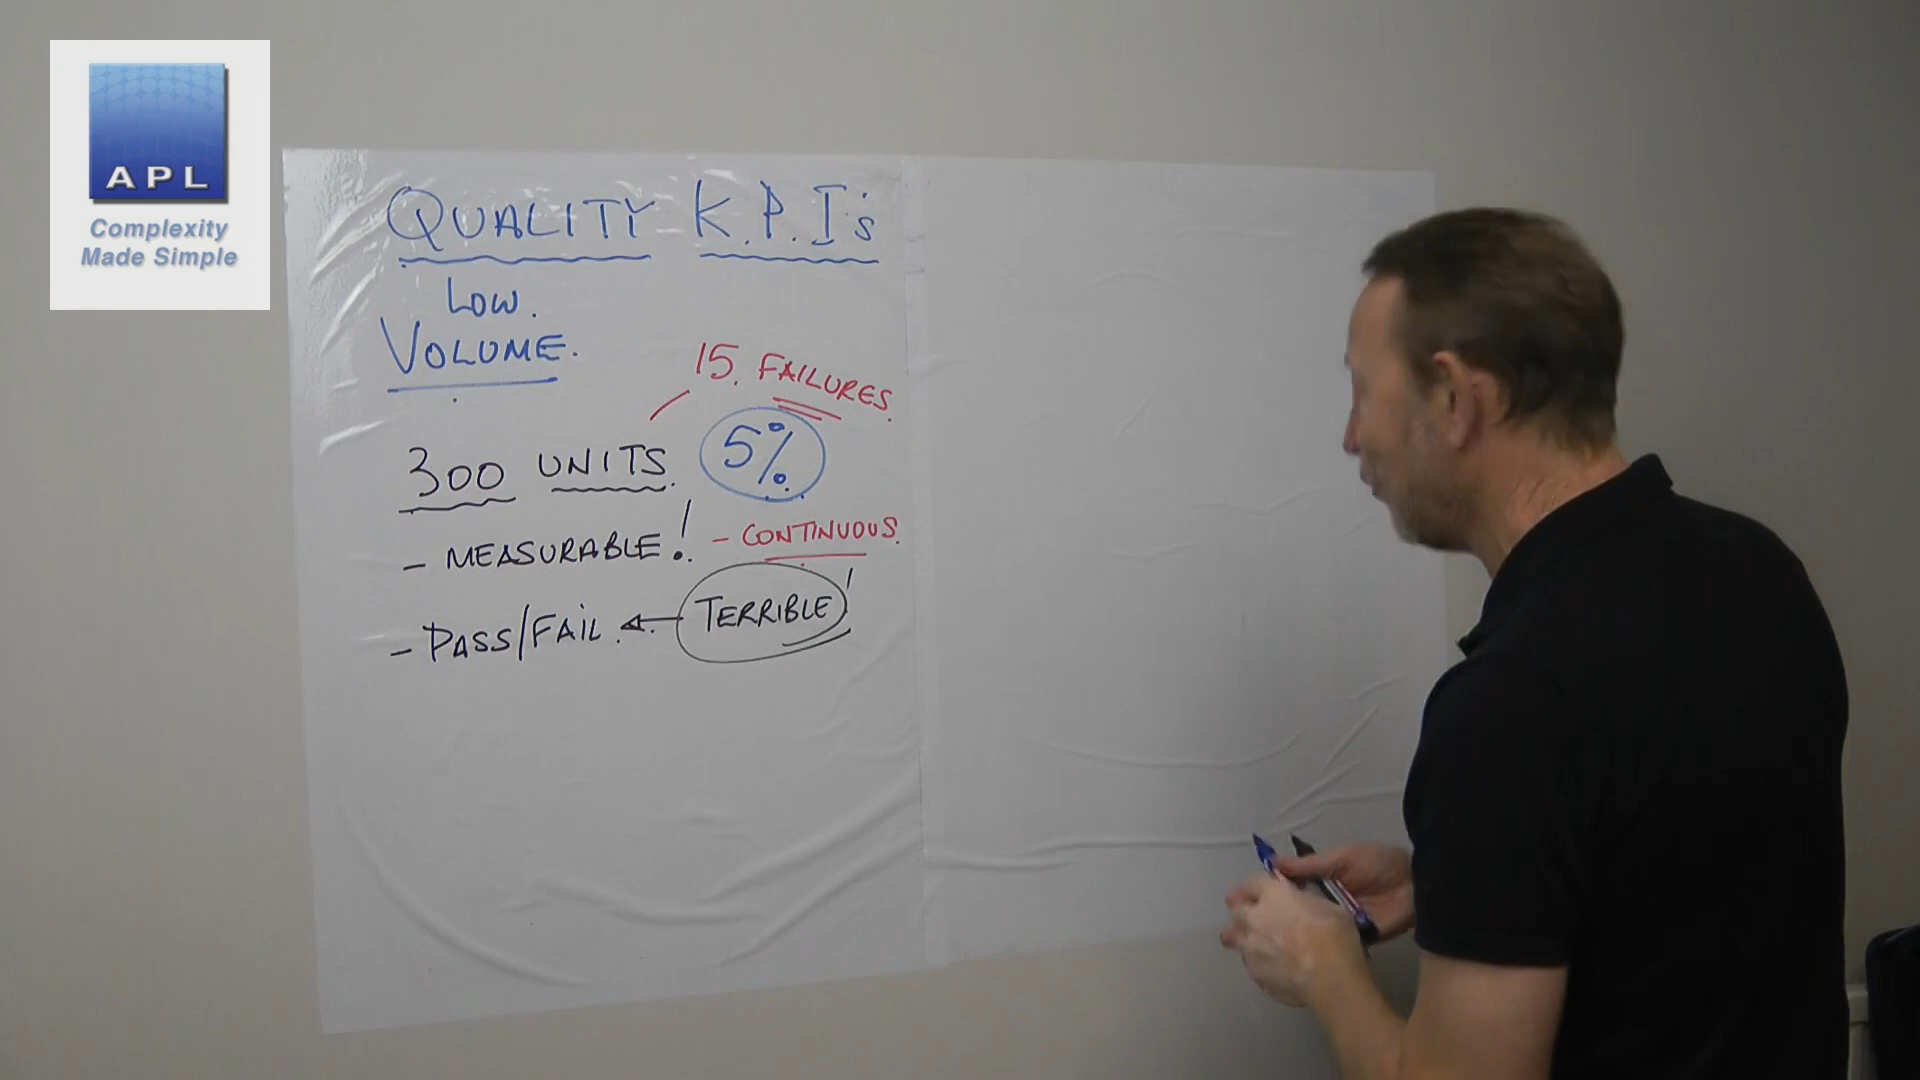 APL
Complexity
Made Simple
QUALITY K.P.I's
LOW.
VOLUME.
15. FAILURES.
300 UNITS. 5%
- MEASURABLE! - CONTINUOUS.
- PASS/FAIL. TERRIBLE!